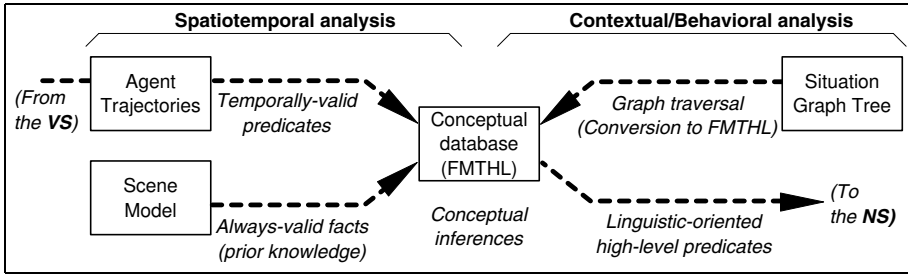 Spatiotemporal analysis
Contextual/Behavioral analysis
(From
the VS)
Agent
Trajectories
Temporally-valid
predicates
Scene
Model
Always-valid facts
(prior knowledge)
Conceptual
database
(FMTHL)
Conceptual
inferences
Graph traversal
(Conversion to FMTHL)
Situation
Graph Tree
Linguistic-oriented
high-level predicates
(To
the NS)